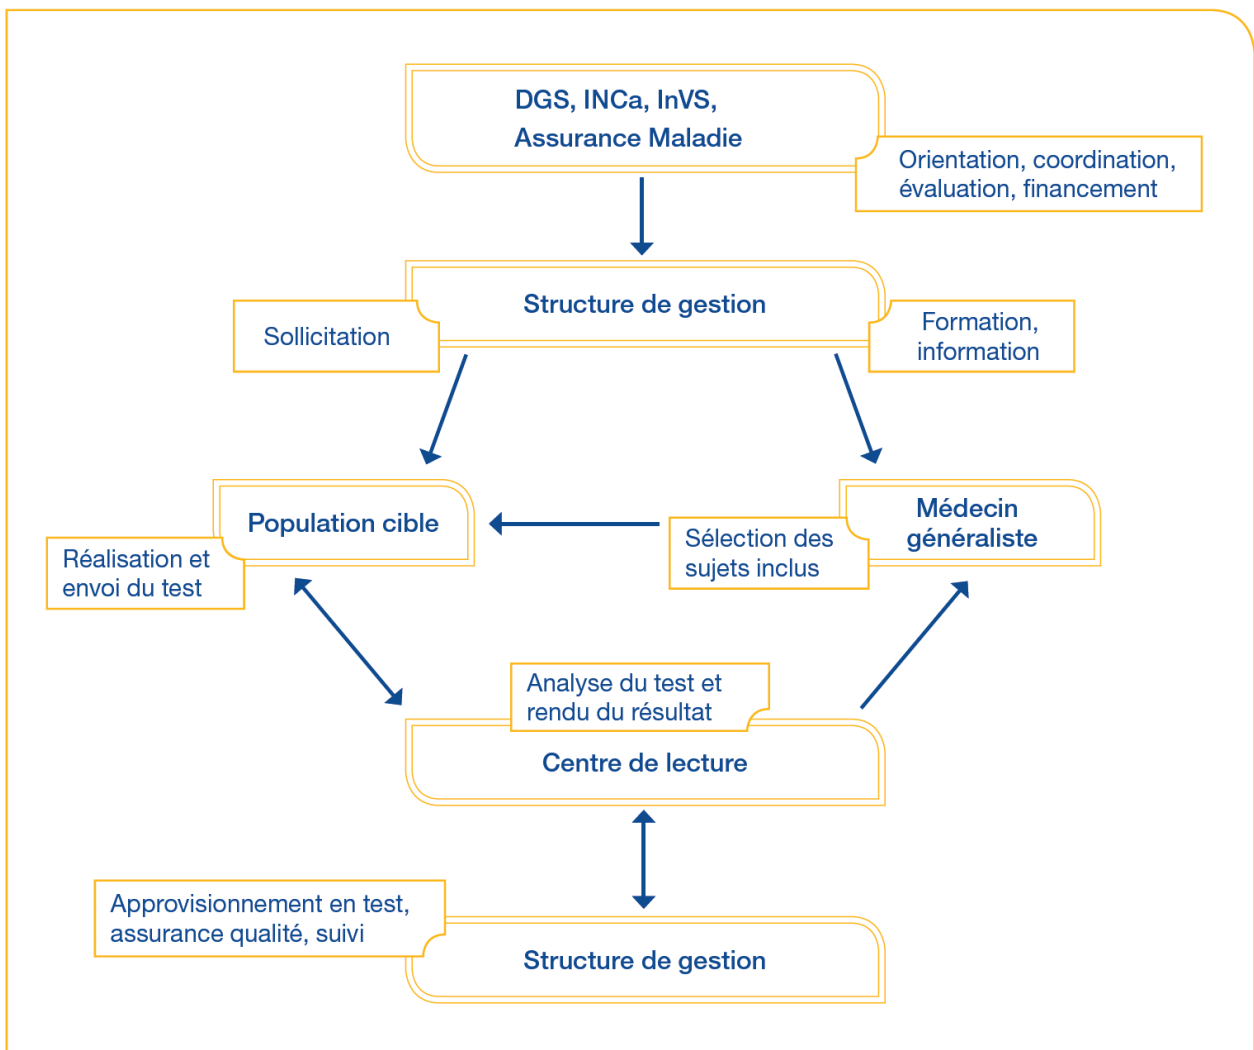 DGS, INCa, InVS,
Assurance Maladie
Orientation, coordination,
évaluation, financement
Structure de gestion
Sollicitation
Formation,
information
Population cible
Médecin
généraliste
Réalisation et
envoi du test
Sélection des
sujets inclus
Analyse du test et
rendu du résultat
Centre de lecture
Approvisionnement en test,
assurance qualité, suivi
Structure de gestion